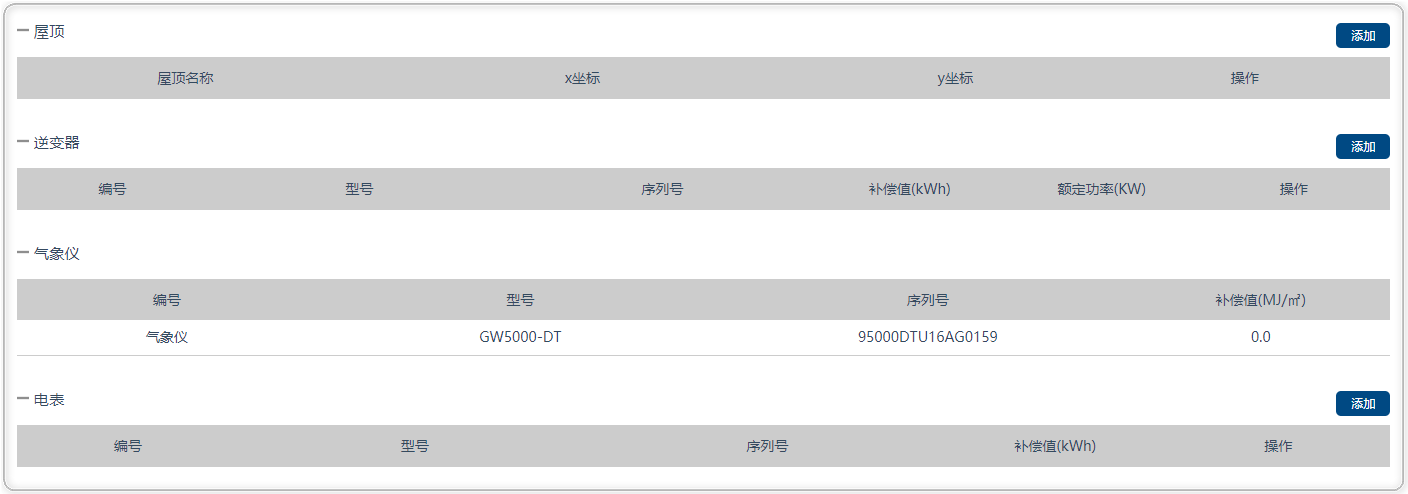 屋顶
添加
屋顶名称 x坐标 y坐标 操作
逆变器
添加
编号 型号 序列号 补偿值(kWh) 额定功率(KW) 操作
气象仪
编号 型号 序列号 补偿值(MJ/㎡)
气象仪 GW5000-DT 95000DTU16AG0159 0.0
电表
添加
编号 型号 序列号 补偿值(kWh) 操作